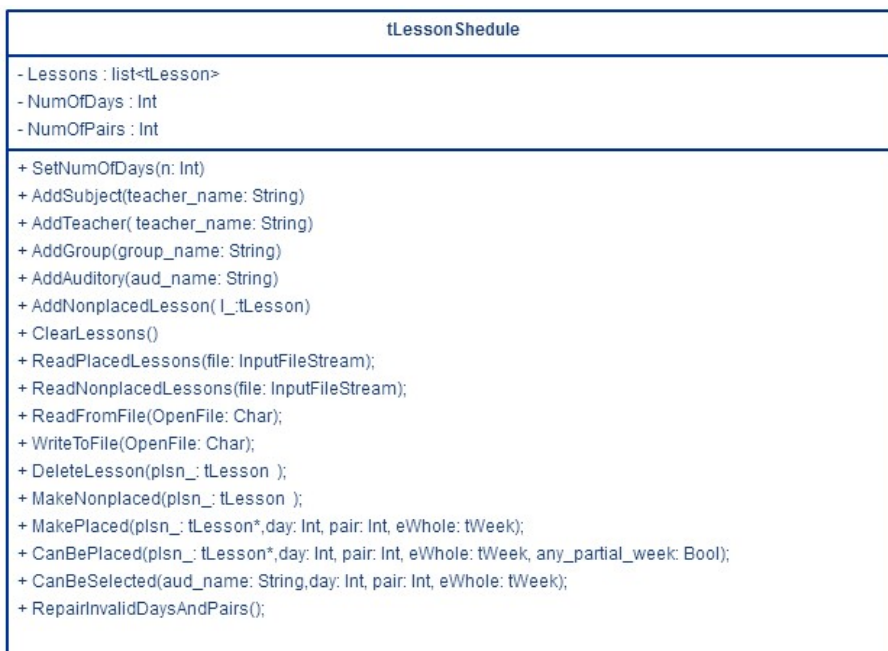 tLessonShedule
- Lessons : list<tLesson>
- NumOfDays : Int
- NumOfPairs : Int
+ SetNumOfDays(n: Int)
+ AddSubject(teacher_name: String)
+ AddTeacher( teacher_name: String)
+ AddGroup(group_name: String)
+ AddAuditory(aud_name: String)
+ AddNonplacedLesson( l_:tLesson)
+ ClearLessons()
+ ReadPlacedLessons(file: InputFileStream);
+ ReadNonplacedLessons(file: InputFileStream);
+ ReadFromFile(OpenFile: Char);
+ WriteToFile(OpenFile: Char);
+ DeleteLesson(plsn_: tLesson );
+ MakeNonplaced(plsn_: tLesson );
+ MakePlaced(plsn_: tLesson*,day: Int, pair: Int, eWhole: tWeek);
+ CanBePlaced(plsn_: tLesson*,day: Int, pair: Int, eWhole: tWeek, any_partial_week: Bool);
+ CanBeSelected(aud_name: String,day: Int, pair: Int, eWhole: tWeek);
+ RepairInvalidDaysAndPairs();